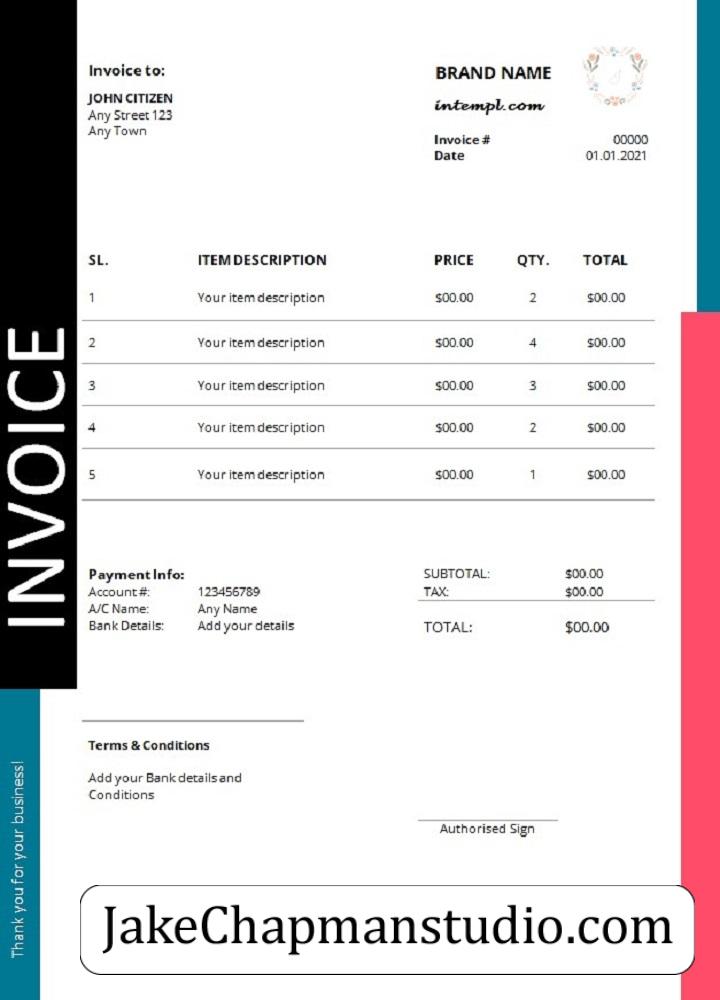 Invoice to:
JOHN CITIZEN
Any Street 123
Any Town
BRAND NAME
intempl.com
Invoice # 00000
Date 01.01.2021
SL. ITEM DESCRIPTION PRICE QTY. TOTAL
1 Your item description $00.00 2 $00.00
2 Your item description $00.00 4 $00.00
3 Your item description $00.00 3 $00.00
4 Your item description $00.00 2 $00.00
5 Your item description $00.00 1 $00.00
INVOICE
Payment Info:
Account #: 123456789
A/C Name: Any Name
Bank Details: Add your details
SUBTOTAL: $00.00
TAX: $00.00
TOTAL: $00.00
Terms & Conditions
Add your Bank details and
Conditions
Authorised Sign
Thank you for your business!
JakeChapmanstudio.com